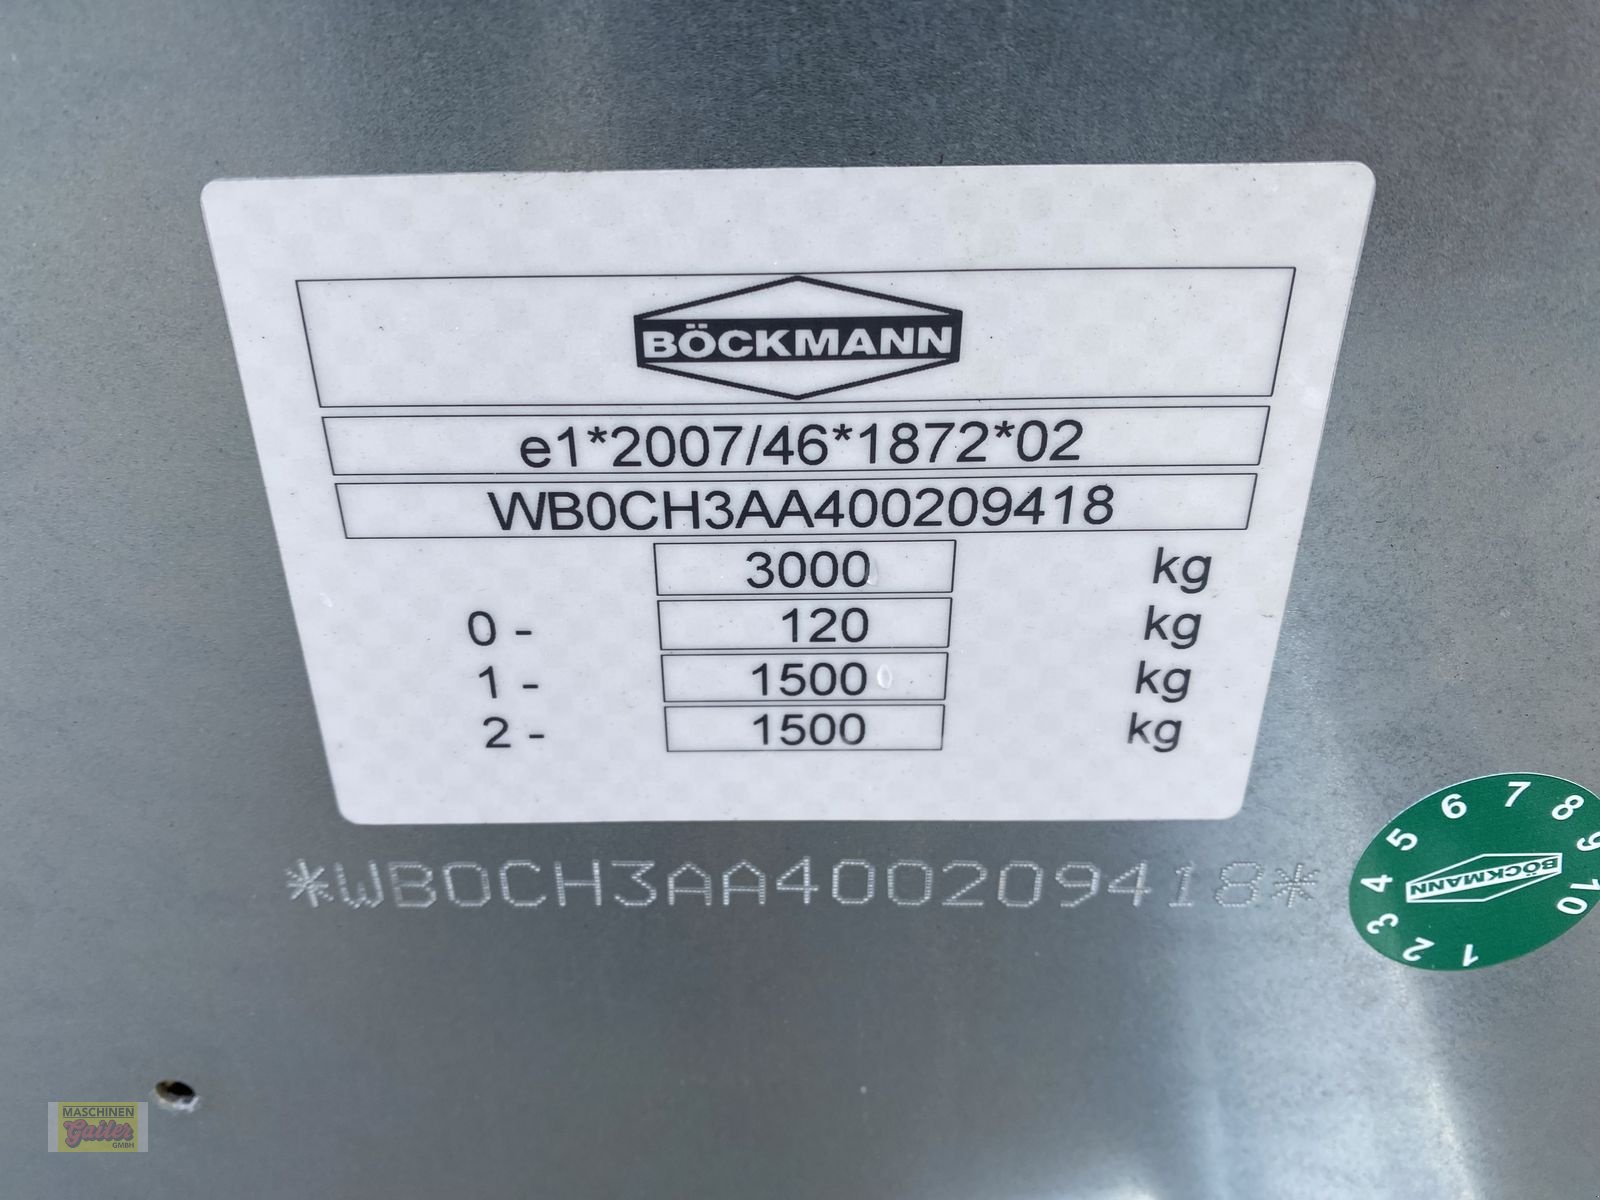 BÖCKMANN
e1*2007/46*1872*02
WB0CH3AA400209418
3000 kg
0 - 120 kg
1 - 1500 kg
2 - 1500 kg
*WB0CH3AA400209418*
1 2 3 4 5 6 7 8 9 10
BÖCKMANN
MASCHINEN
Gailer
GMBH